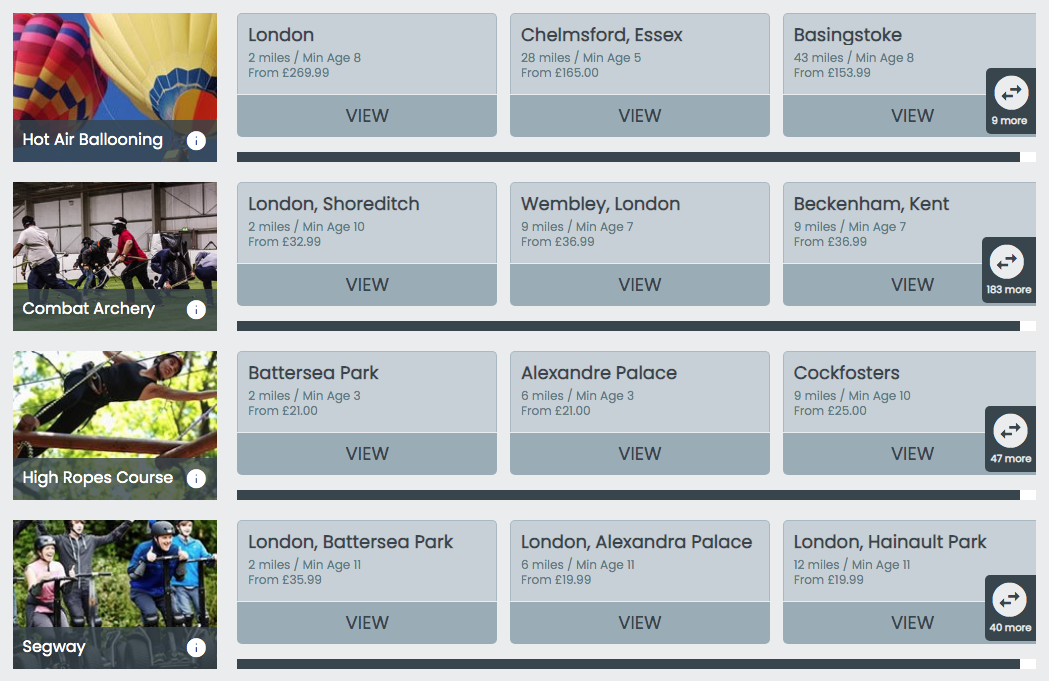 Hot Air Ballooning
London
2 miles / Min Age 8
From £269.99
VIEW
Chelmsford, Essex
28 miles / Min Age 5
From £165.00
VIEW
Basingstoke
43 miles / Min Age 8
From £153.99
VIEW
9 more
Combat Archery
London, Shoreditch
2 miles / Min Age 10
From £32.99
VIEW
Wembley, London
9 miles / Min Age 7
From £36.99
VIEW
Beckenham, Kent
9 miles / Min Age 7
From £36.99
VIEW
183 more
High Ropes Course
Battersea Park
2 miles / Min Age 3
From £21.00
VIEW
Alexandre Palace
6 miles / Min Age 3
From £21.00
VIEW
Cockfosters
9 miles / Min Age 10
From £25.00
VIEW
47 more
Segway
London, Battersea Park
2 miles / Min Age 11
From £35.99
VIEW
London, Alexandra Palace
6 miles / Min Age 11
From £19.99
VIEW
London, Hainault Park
12 miles / Min Age 11
From £19.99
VIEW
40 more